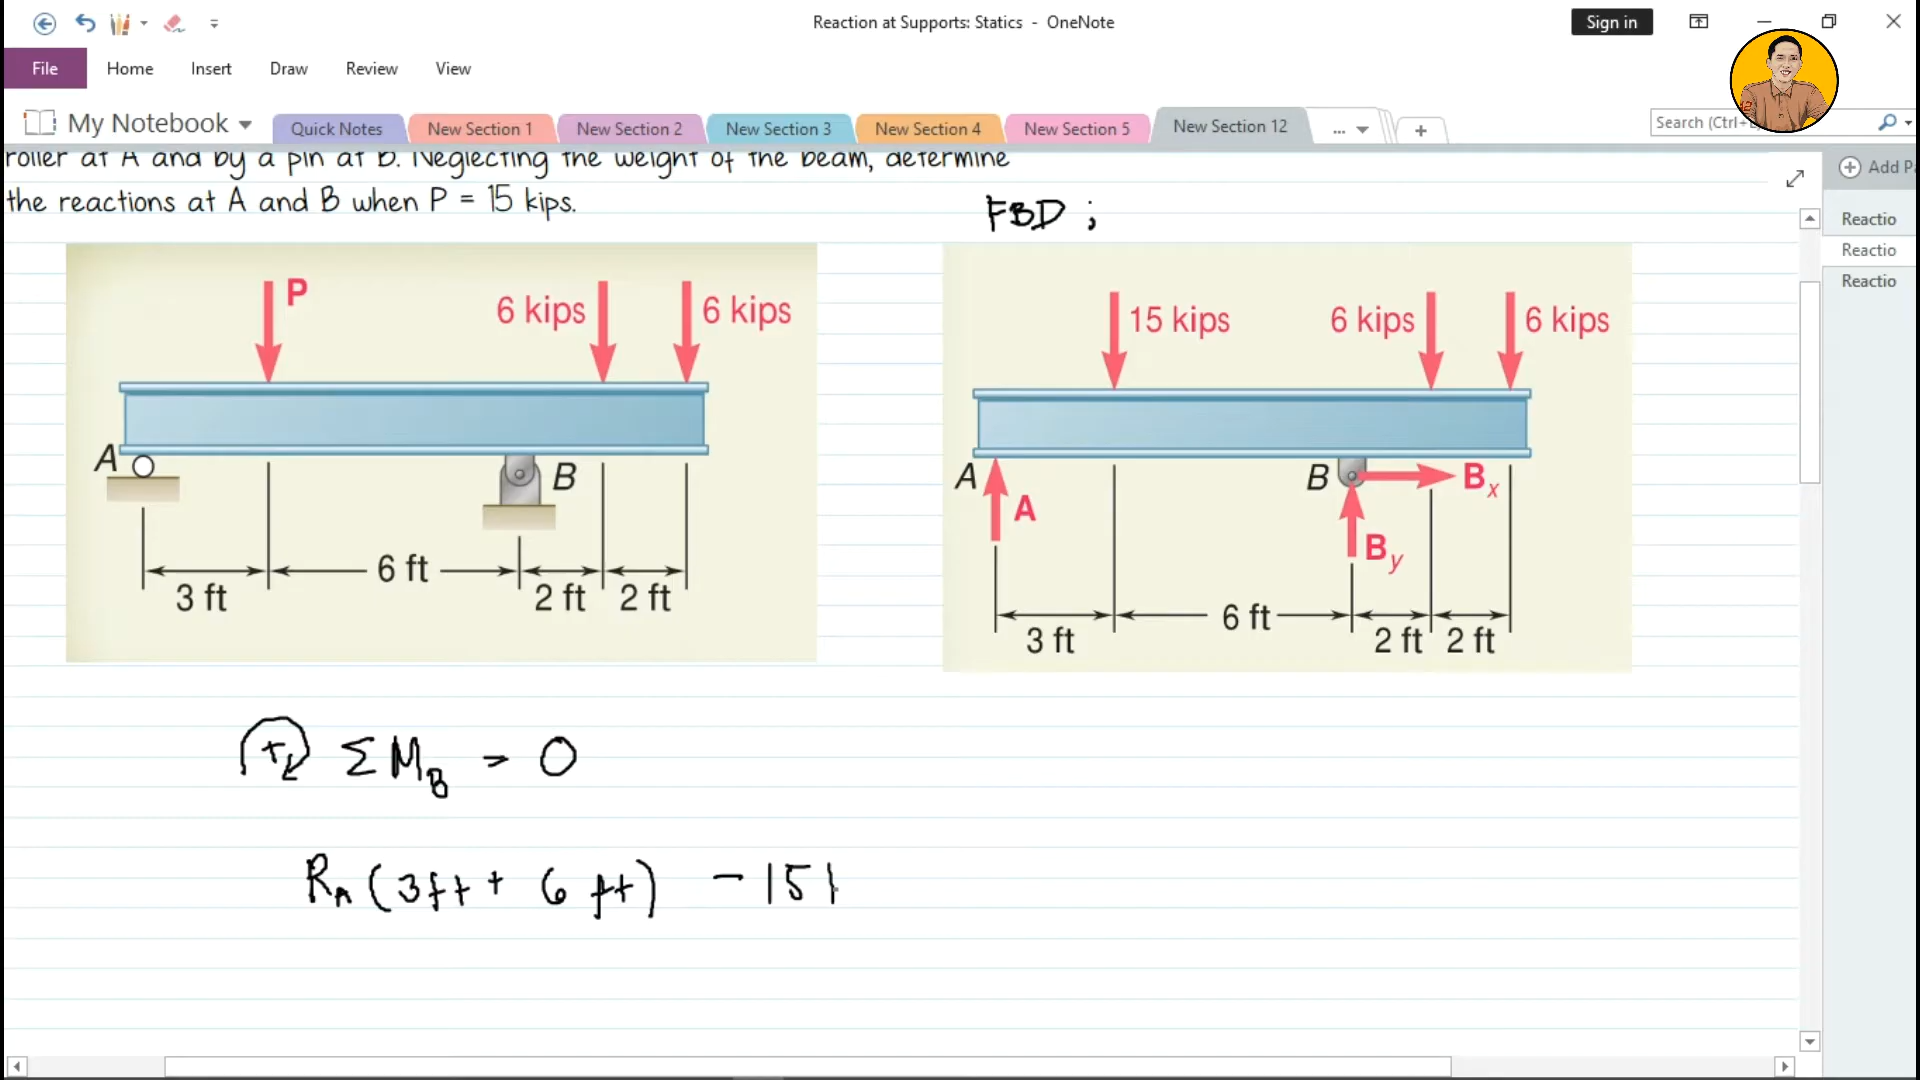 Reaction at Supports: Statics - OneNote
Sign in
File Home Insert Draw Review View
My Notebook Quick Notes New Section 1 New Section 2 New Section 3 New Section 4 New Section 5 New Section 12 ... +
Search (Ctrl+
roller at A and by a pin at B. Neglecting the weight of the beam, determine
the reactions at A and B when P = 15 kips.
Add Pa
Reactio
Reactio
Reactio
FBD ;
P 6 kips 6 kips
A B
3 ft 6 ft 2 ft 2 ft
15 kips 6 kips 6 kips
A B Bx
A By
3 ft 6 ft 2 ft 2 ft
+ ΣMB = 0
RA (3ft + 6 ft) - 15